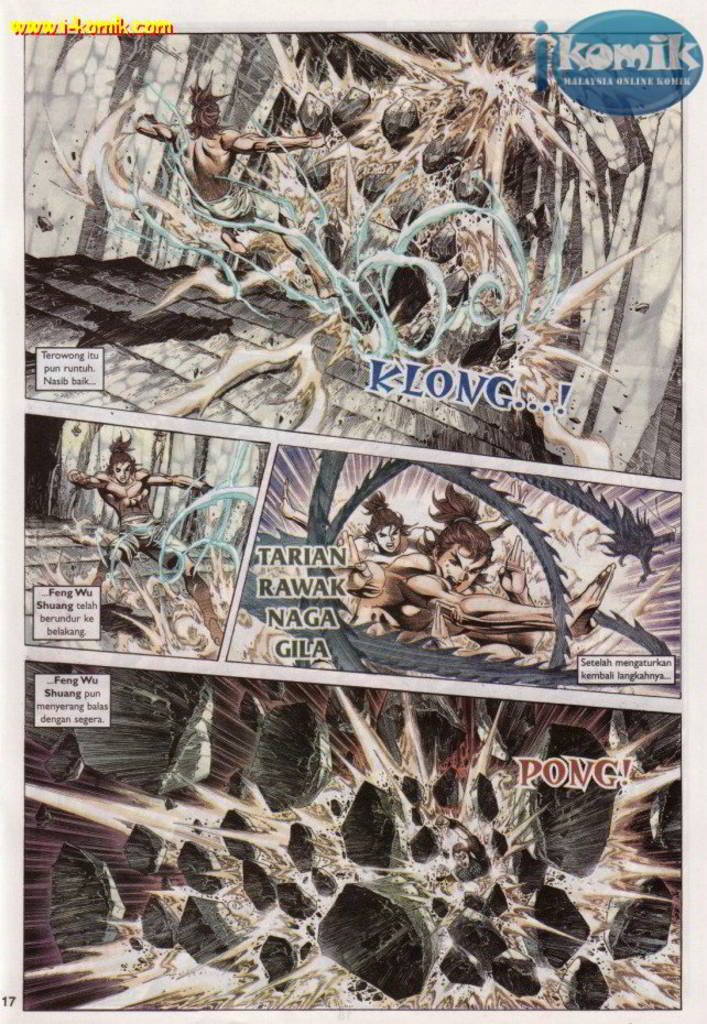 www.i-komik.com
ikomik
MALAYSIA ONLINE KOMIK
Terowong itu
pun runtuh.
Nasib baik...
KLONG....!
...Feng Wu
Shuang telah
berundur ke
belakang.
TARIAN
RAWAK
NAGA
GILA
Setelah mengaturkan
kembali langkahnya...
...Feng Wu
Shuang pun
menyerang balas
dengan segera.
PONG!
17